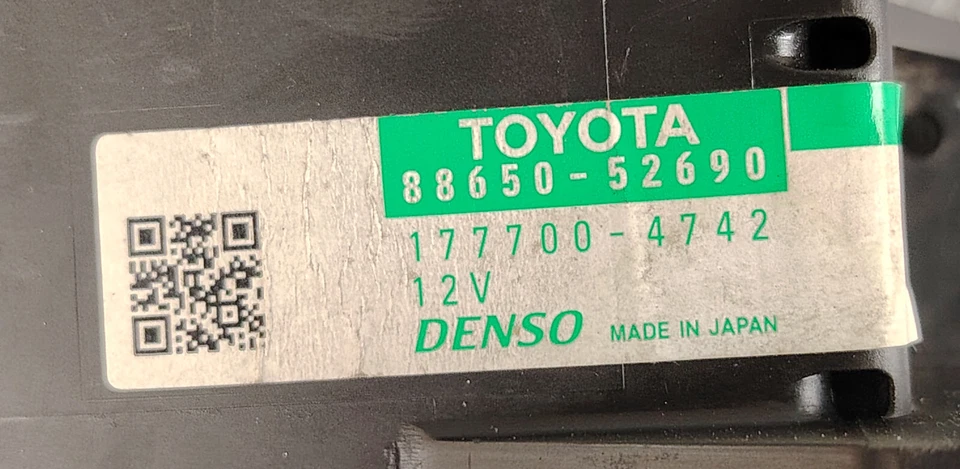 TOYOTA
88650-52690
177700-4742
12V
DENSO MADE IN JAPAN